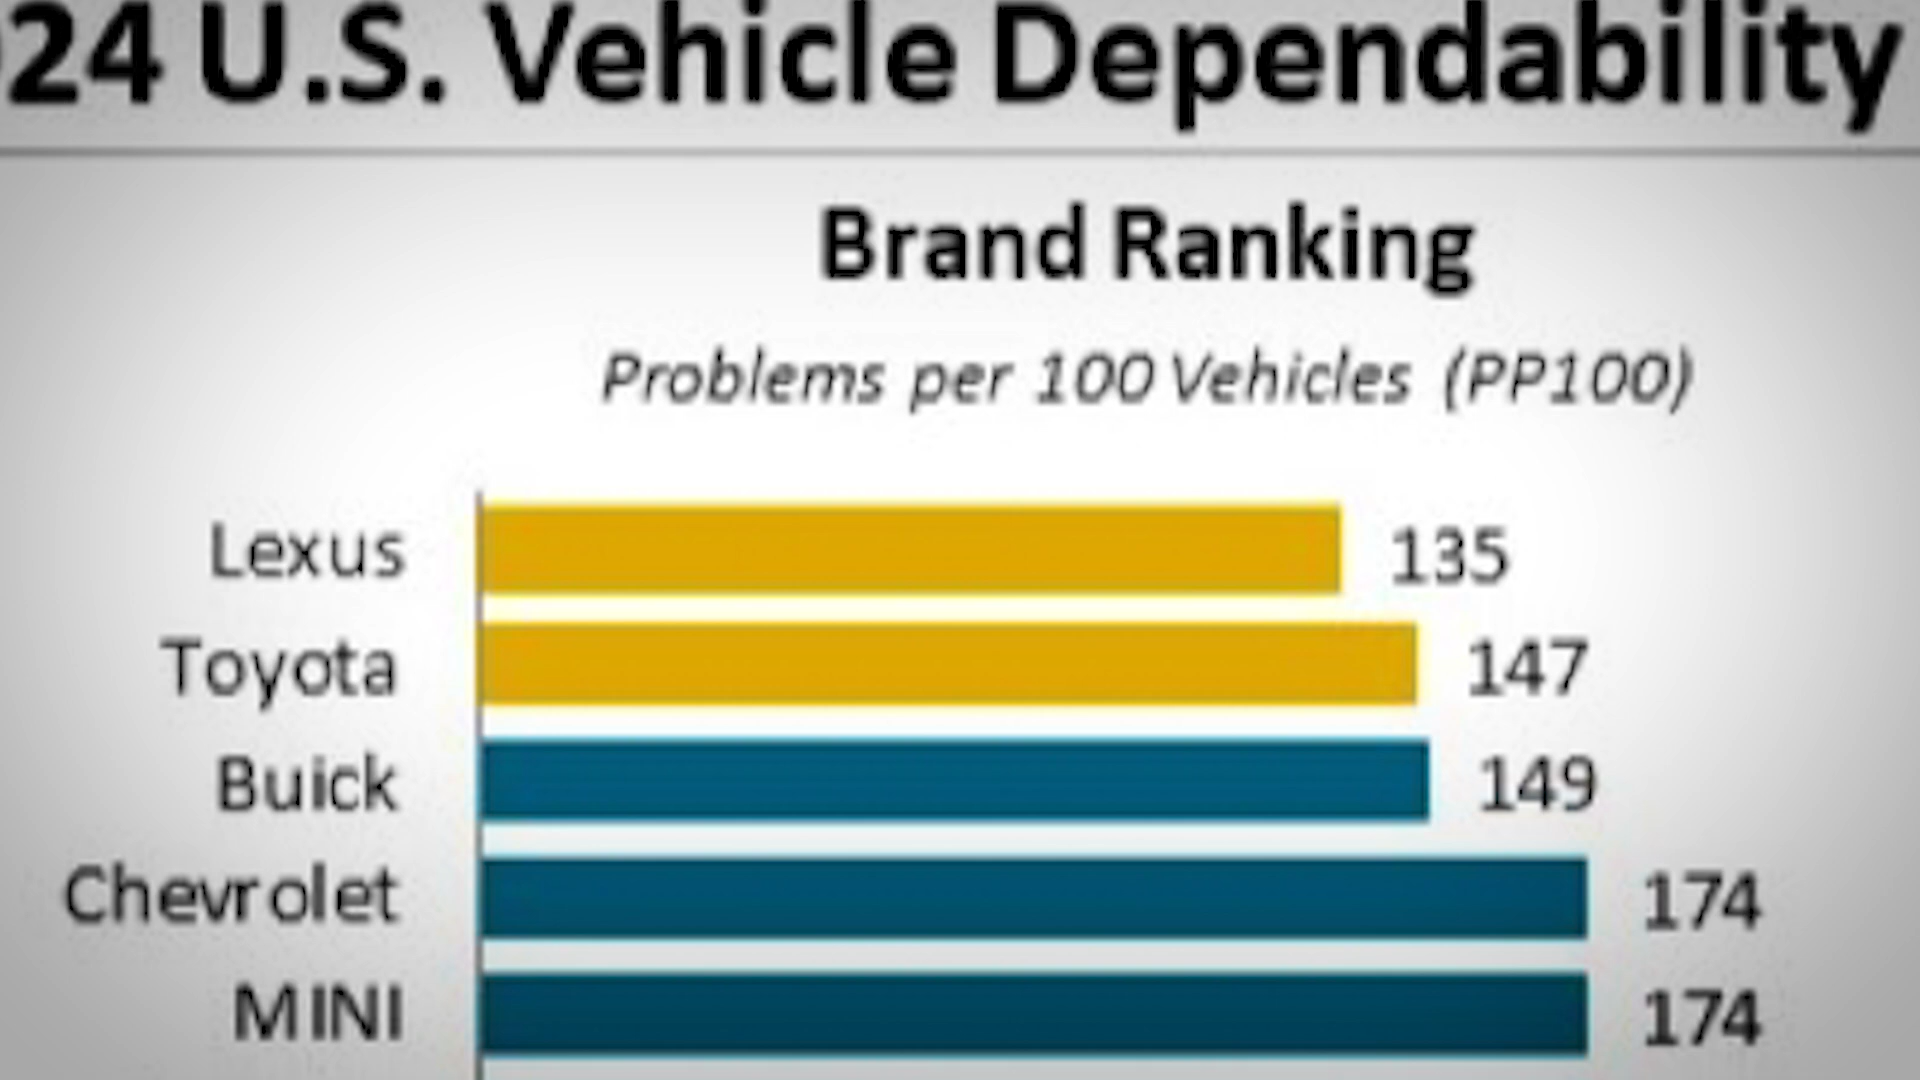 24 U.S. Vehicle Dependability
Brand Ranking
Problems per 100 Vehicles (PP100)
Lexus 135
Toyota 147
Buick 149
Chevrolet 174
MINI 174